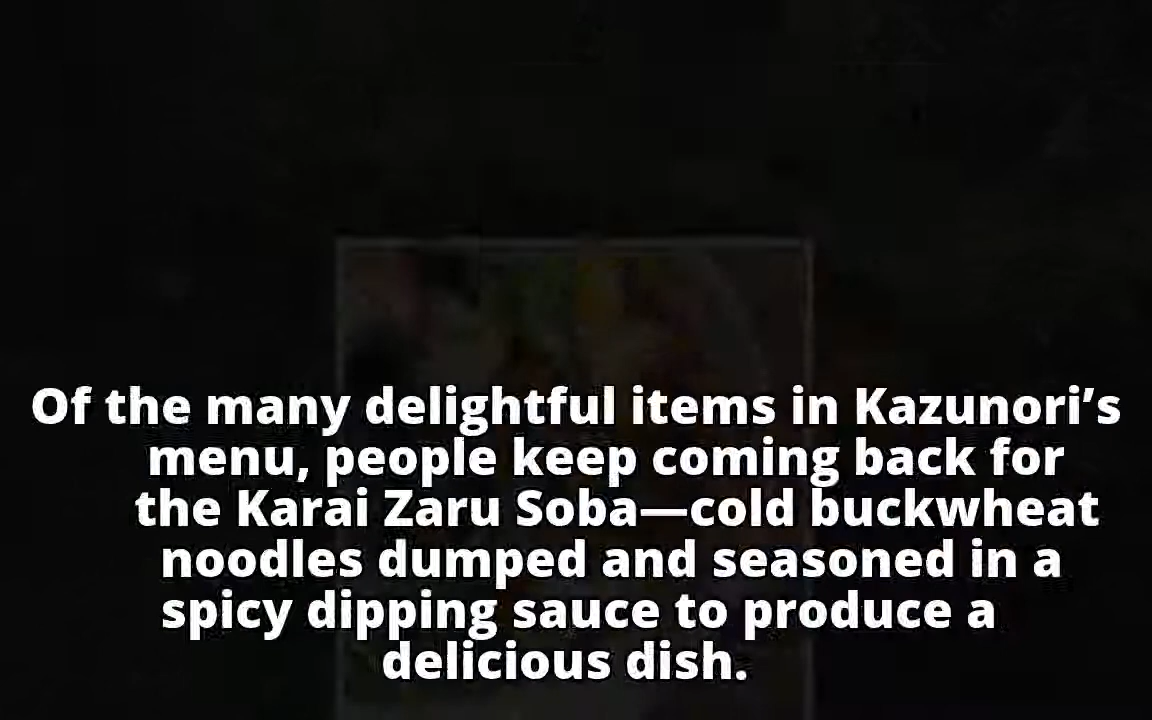 Of the many delightful items in Kazunori’s
menu, people keep coming back for
the Karai Zaru Soba—cold buckwheat
noodles dumped and seasoned in a
spicy dipping sauce to produce a
delicious dish.